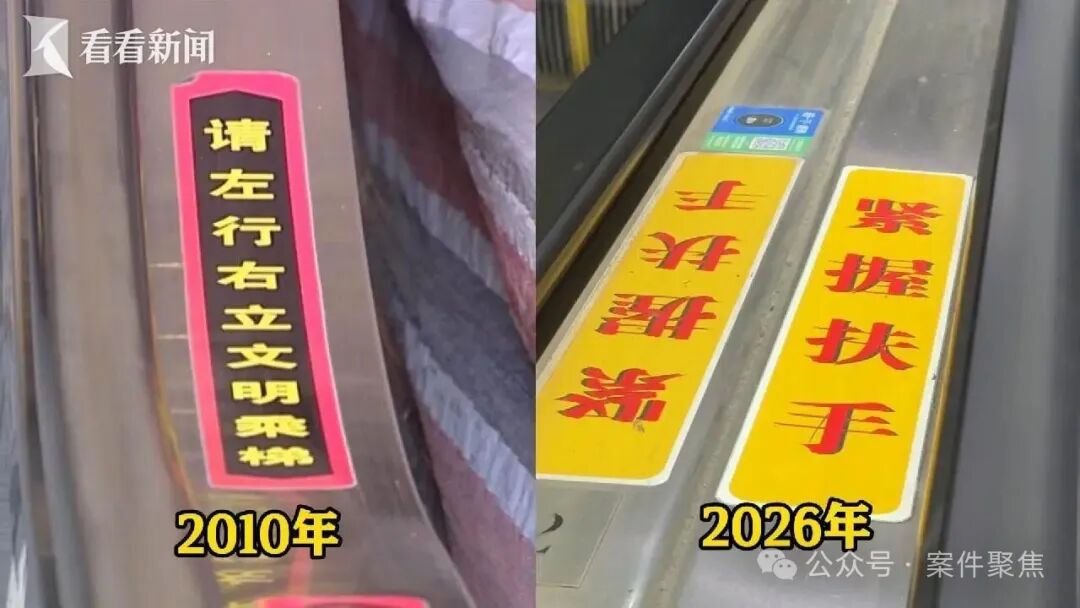 看看新闻
请左行右立文明乘梯
2010年
紧握扶手
紧握扶手
2026年
公众号·案件聚焦